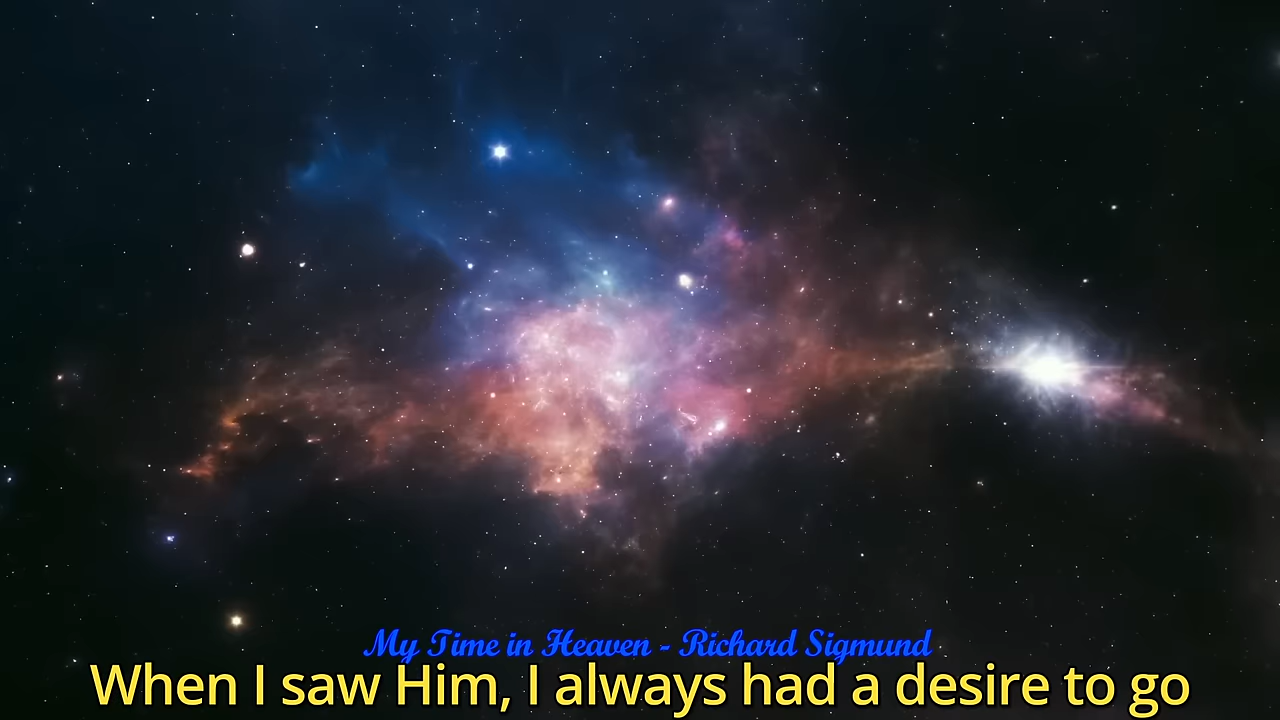 My Time in Heaven - Richard Sigmund
When I saw Him, I always had a desire to go